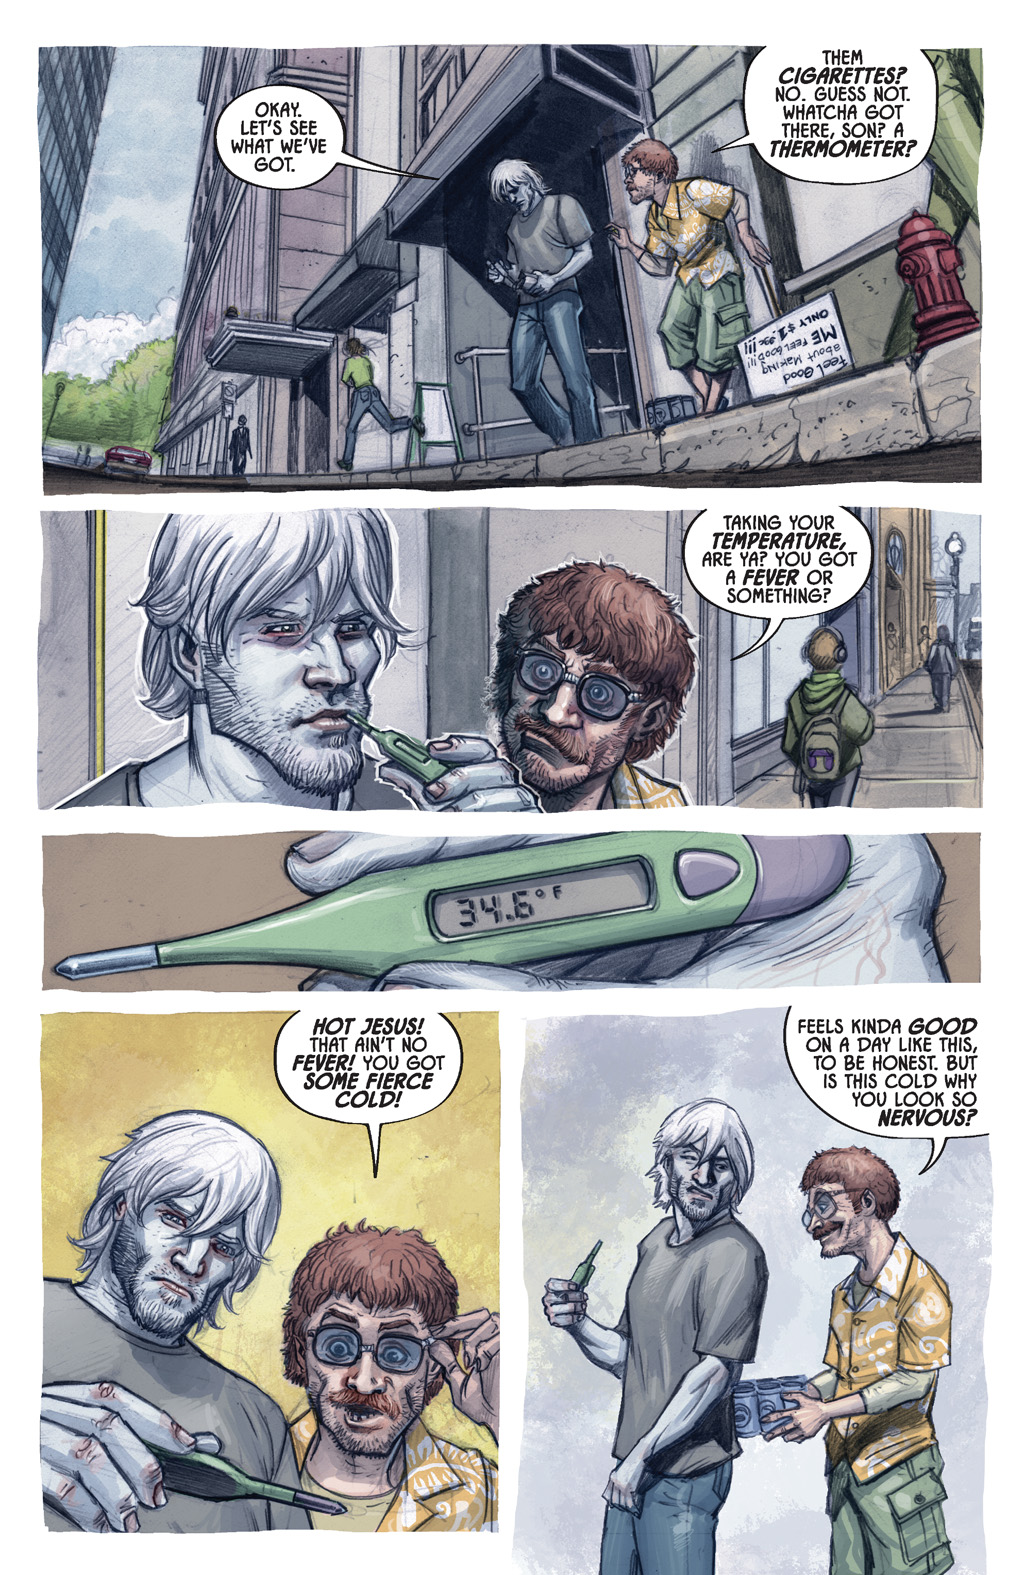 OKAY.
LET'S SEE
WHAT WE'VE
GOT.
THEM
CIGARETTES?
NO. GUESS NOT.
WHATCHA GOT
THERE, SON? A
THERMOMETER?
Feel Good
about Making
ME FEEL GOOD!!!
ONLY $1.99¢
!!!
TAKING YOUR
TEMPERATURE,
ARE YA? YOU GOT
A FEVER OR
SOMETHING?
34.6°F
HOT JESUS!
THAT AIN'T NO
FEVER! YOU GOT
SOME FIERCE
COLD!
FEELS KINDA GOOD
ON A DAY LIKE THIS,
TO BE HONEST. BUT
IS THIS COLD WHY
YOU LOOK SO
NERVOUS?